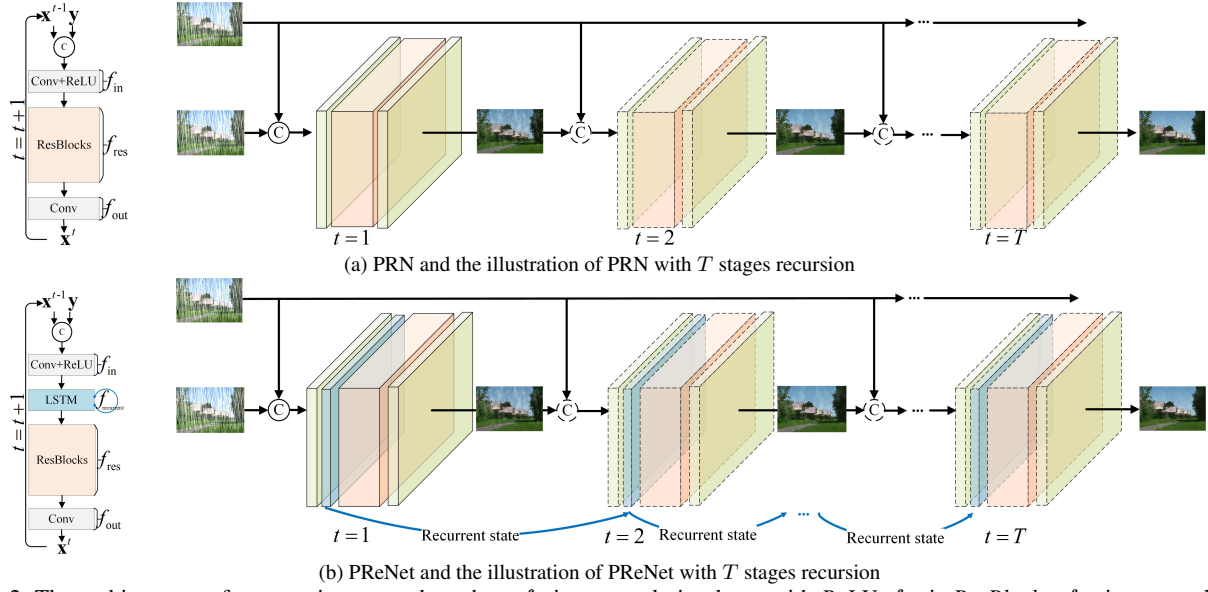 x^{t-1} y
C
Conv+ReLU f_in
t = t + 1
ResBlocks f_res
Conv f_out
x^t
...
C
C
C
...
t = 1
t = 2
t = T
(a) PRN and the illustration of PRN with T stages recursion
x^{t-1} y
C
Conv+ReLU f_in
LSTM f_recurrent
t = t + 1
ResBlocks f_res
Conv f_out
x^t
...
C
C
C
...
t = 1
Recurrent state
t = 2
Recurrent state
...
Recurrent state
t = T
(b) PReNet and the illustration of PReNet with T stages recursion